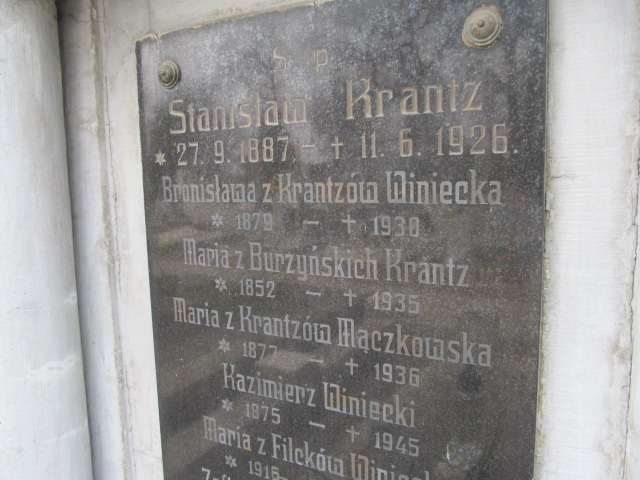 Ś p
Stanisław Krantz
* 27. 9. 1887 - + 11. 6. 1926.
Bronisława z Krantzów Winiecka
* 1879 - + 1930
Maria z Burzyńskich Krantz
* 1852 - + 1935
Maria z Krantzów Mączkowska
* 1877 - + 1936
Kazimierz Winiecki
* 1875 - + 1945
Maria z Filcków
* 1916